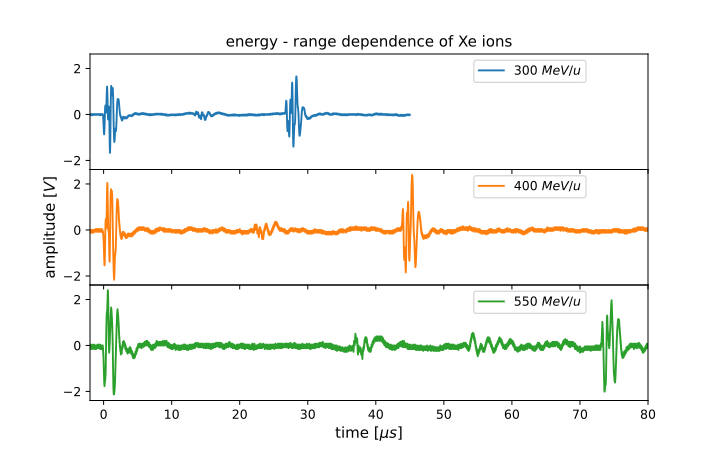 energy - range dependence of Xe ions
2
0
−2
300 MeV/u
2
0
−2
400 MeV/u
amplitude [V]
2
0
−2
550 MeV/u
0 10 20 30 40 50 60 70 80
time [μs]